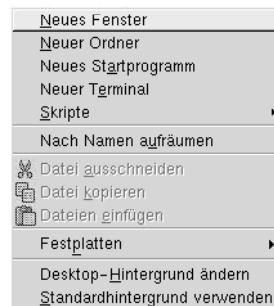 Neues Fenster
Neuer Ordner
Neues Startprogramm
Neuer Terminal
Skripte
Nach Namen aufräumen
Datei ausschneiden
Datei kopieren
Dateien einfügen
Festplatten
Desktop-Hintergrund ändern
Standardhintergrund verwenden